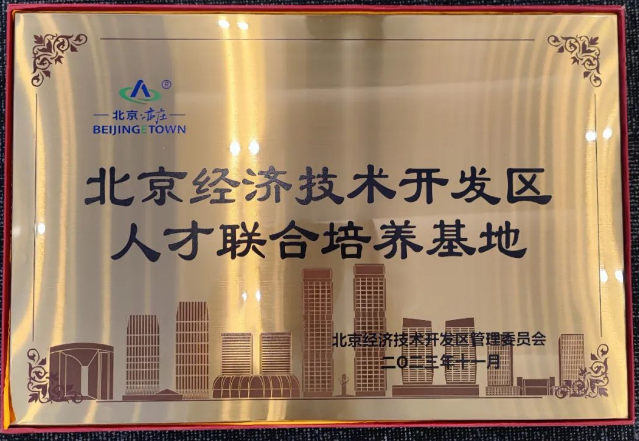 ®
北京亦庄
BEIJING ETOWN
北京经济技术开发区
人才联合培养基地
北京经济技术开发区管理委员会
二〇二三年十一月